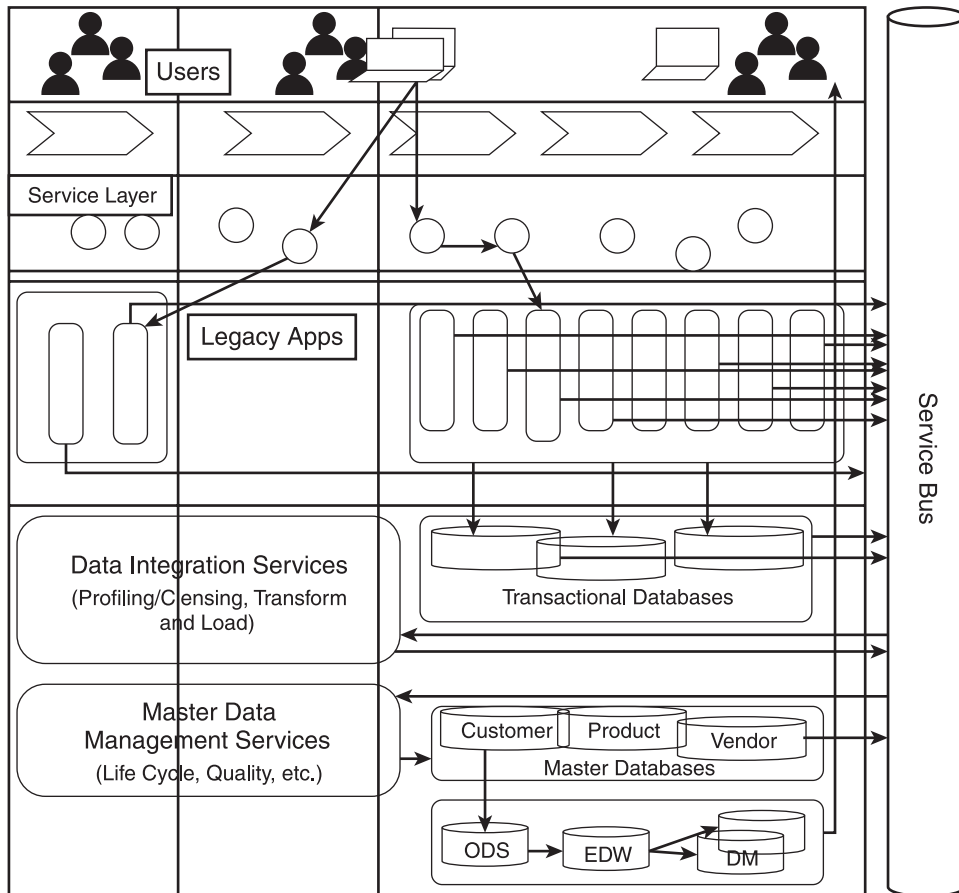 Users
Service Layer
Legacy Apps
Service Bus
Data Integration Services
(Profiling/Clensing, Transform
and Load)
Transactional Databases
Master Data
Management Services
(Life Cycle, Quality, etc.)
Customer
Product
Vendor
Master Databases
ODS
EDW
DM